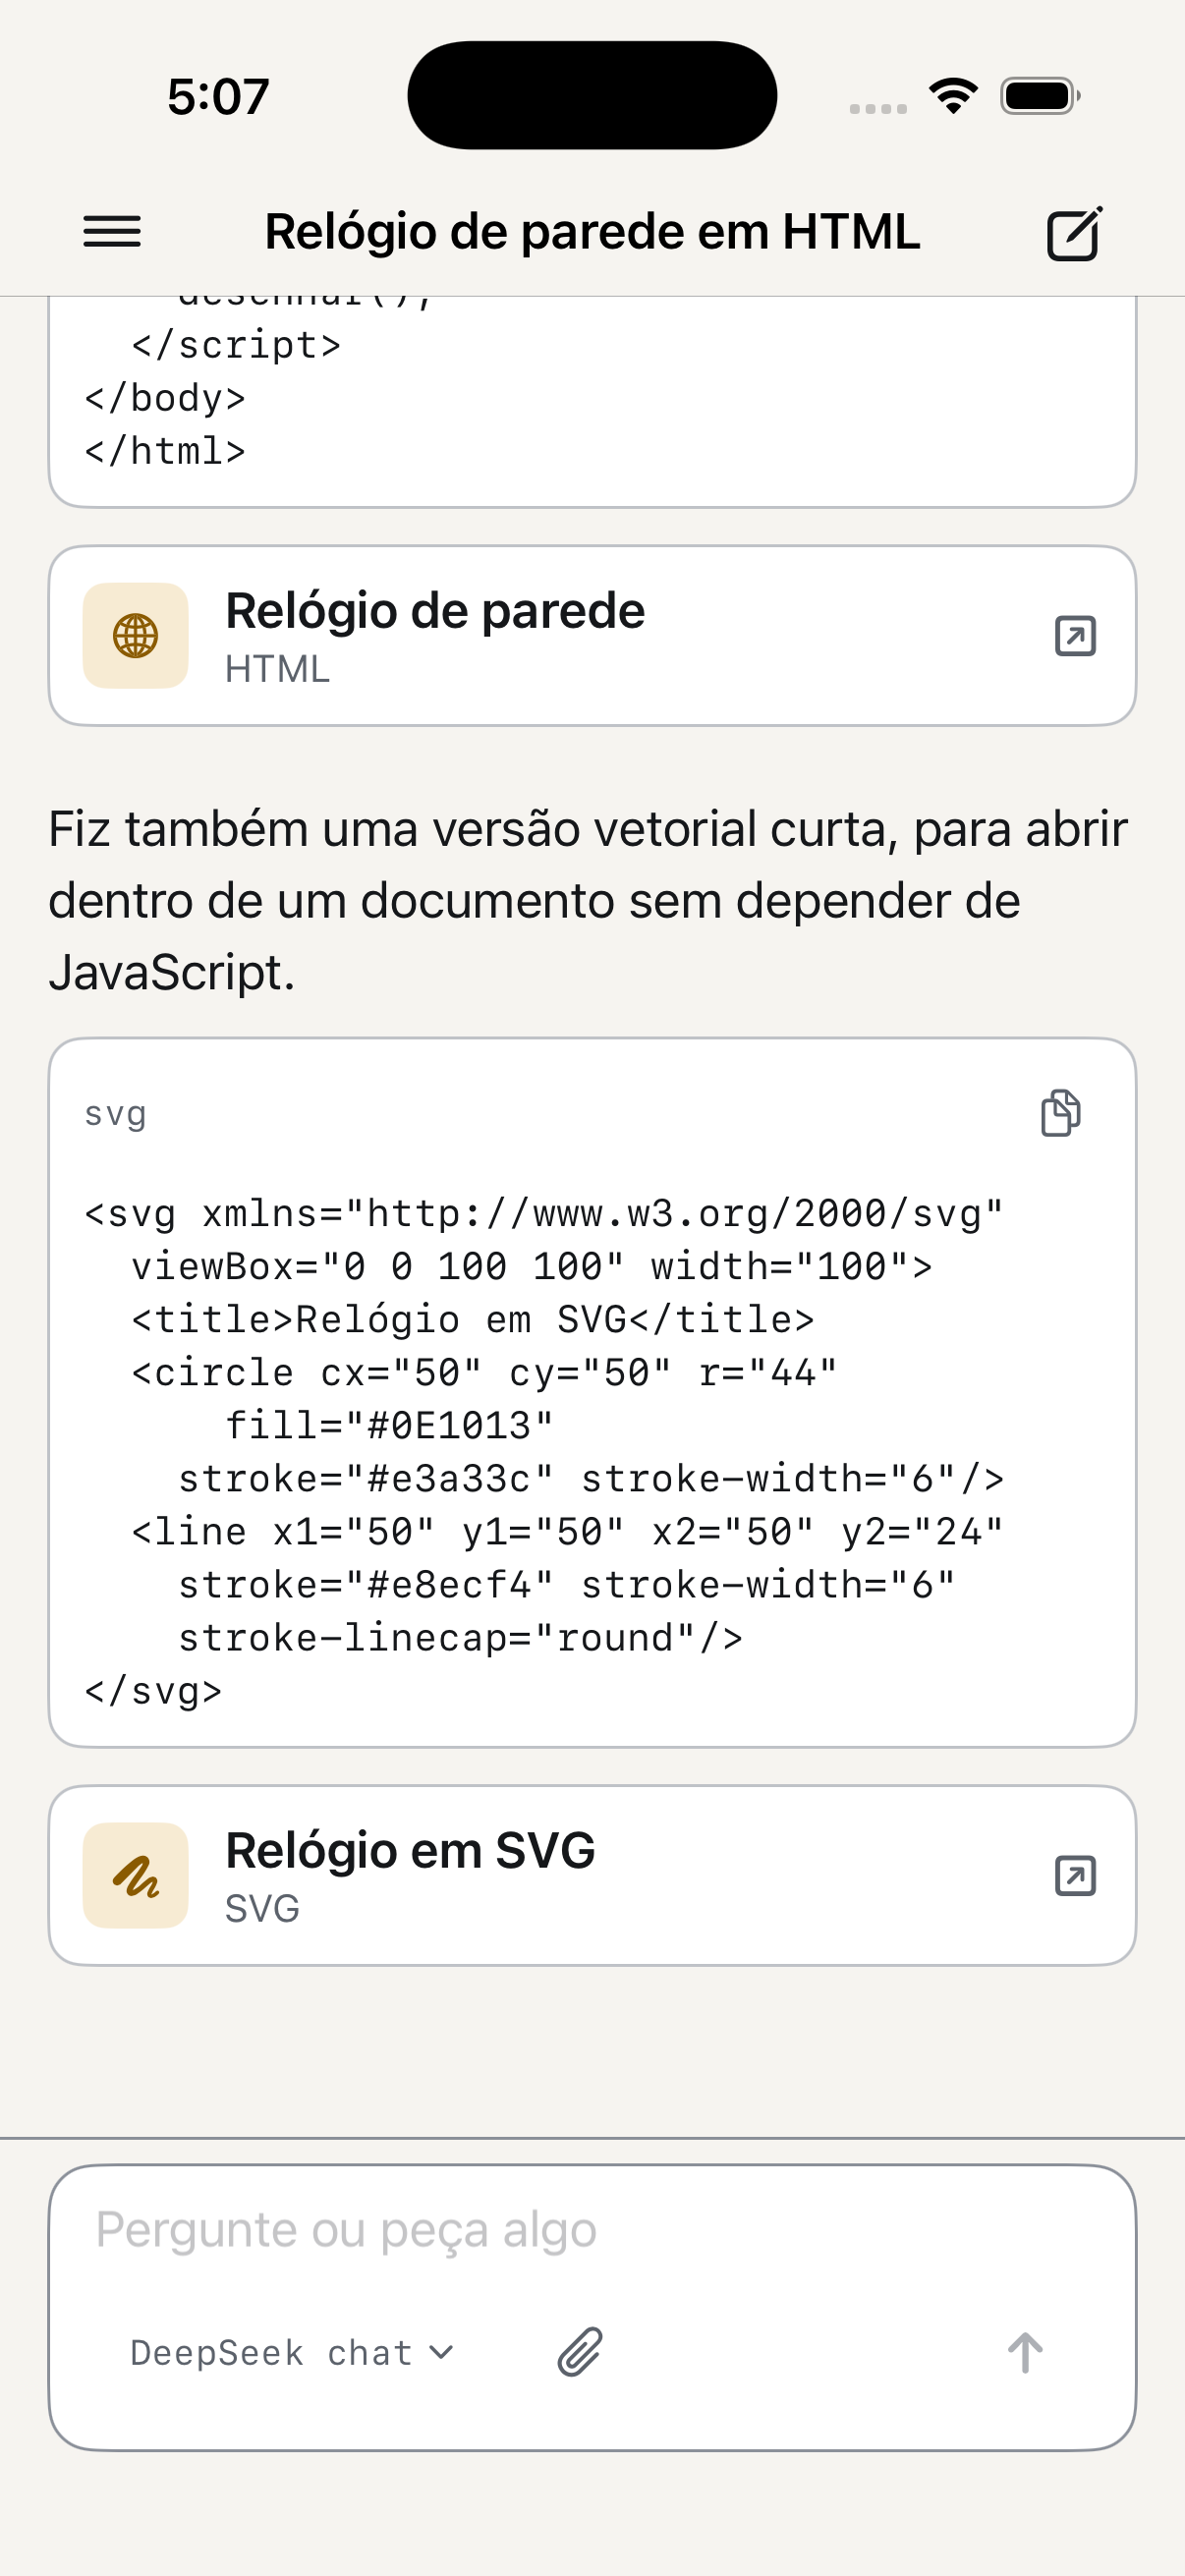 5:07
Relógio de parede em HTML
desenhar();
</script>
</body>
</html>
Relógio de parede
HTML
Fiz também uma versão vetorial curta, para abrir
dentro de um documento sem depender de
JavaScript.
svg
<svg xmlns="http://www.w3.org/2000/svg"
viewBox="0 0 100 100" width="100">
<title>Relógio em SVG</title>
<circle cx="50" cy="50" r="44"
fill="#0E1013"
stroke="#e3a33c" stroke-width="6"/>
<line x1="50" y1="50" x2="50" y2="24"
stroke="#e8ecf4" stroke-width="6"
stroke-linecap="round"/>
</svg>
Relógio em SVG
SVG
Pergunte ou peça algo
DeepSeek chat